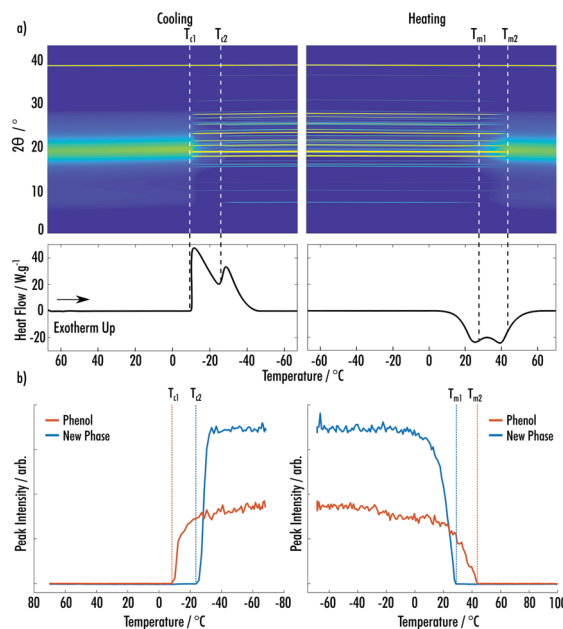 a)
Cooling
Heating
T_c1 T_c2
T_m1 T_m2
2Θ / °
40
30
20
10
0
Heat Flow / W.g⁻¹
40
20
0
-20
Exotherm Up
60 40 20 0 -20 -40 -60
-60 -40 -20 0 20 40 60
Temperature / °C
b)
T_c1 T_c2
T_m1 T_m2
Peak Intensity / arb.
Phenol
New Phase
Peak Intensity / arb.
Phenol
New Phase
80 60 40 20 0 -20 -40 -60 -80
-60 -40 -20 0 20 40 60 80 100
Temperature / °C
Temperature / °C